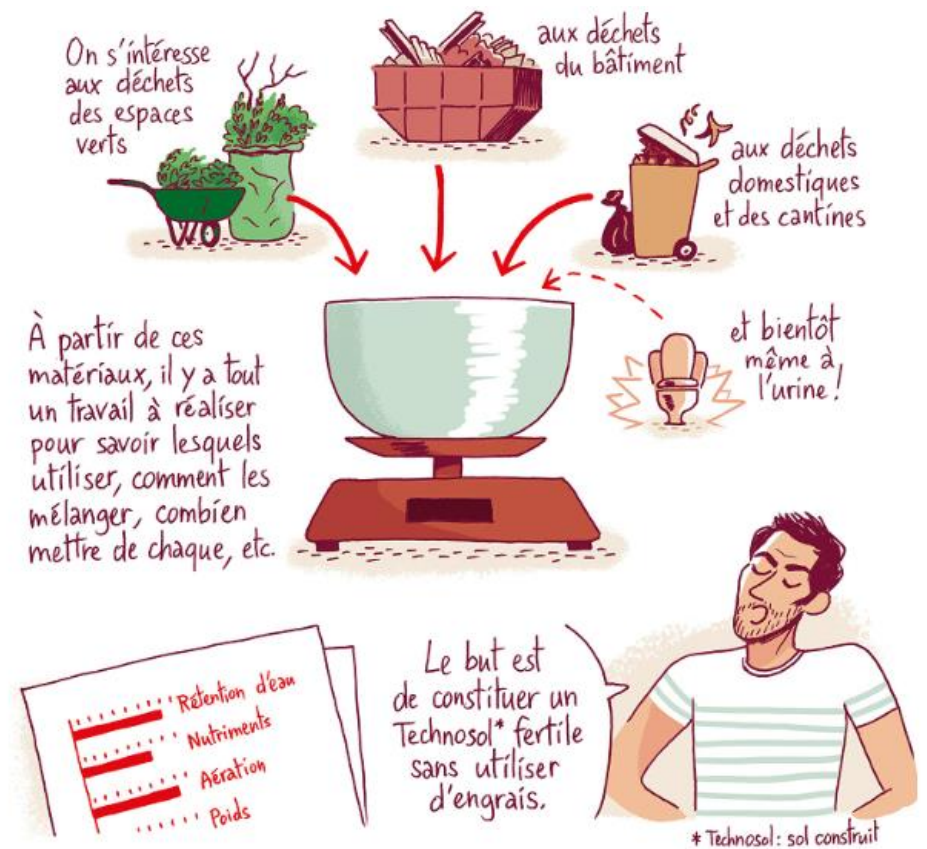 On s'intéresse
aux déchets
des espaces
verts
aux déchets
du bâtiment
aux déchets
domestiques
et des cantines
et bientôt
même à
l'urine !
À partir de ces
matériaux, il y a tout
un travail à réaliser
pour savoir lesquels
utiliser, comment les
mélanger, combien
mettre de chaque, etc.
Rétention d'eau
Nutriments
Aération
Poids
Le but est
de constituer un
Technosol* fertile
sans utiliser
d'engrais.
* Technosol : sol construit